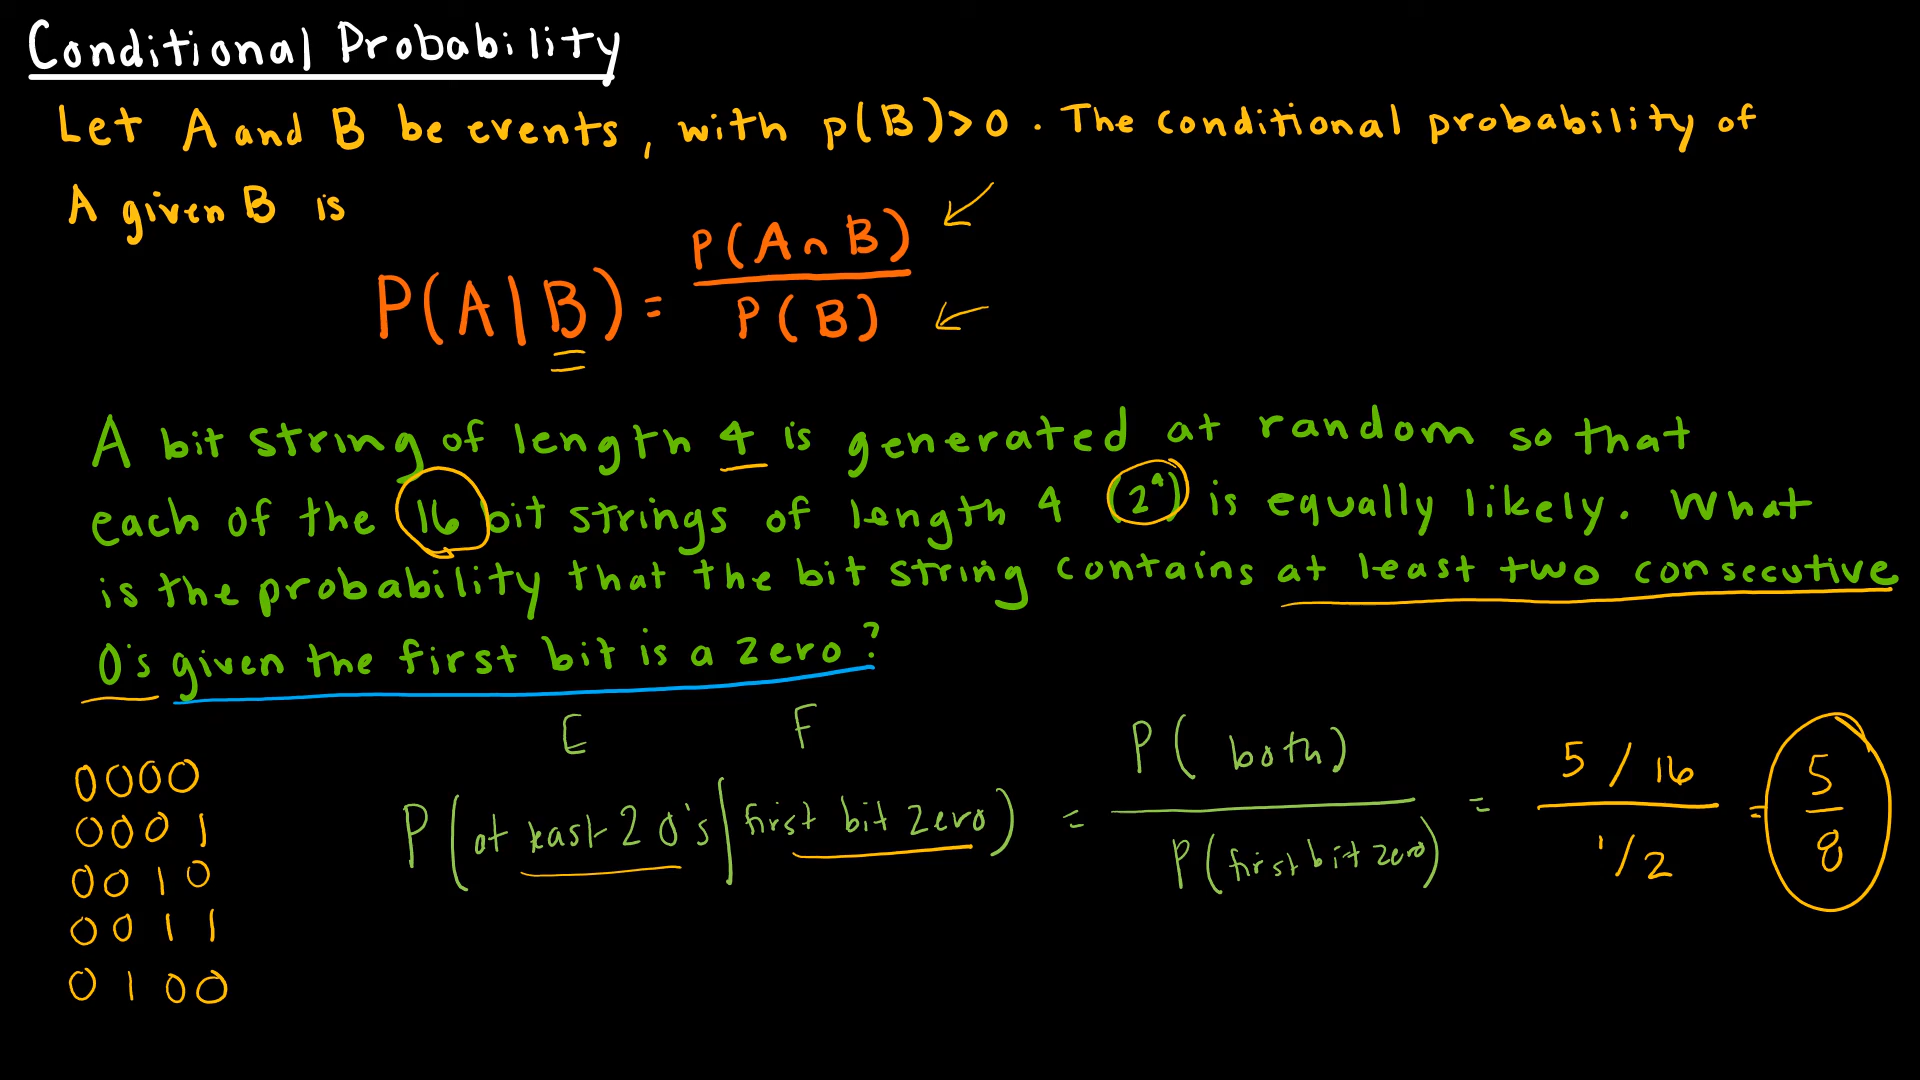 Conditional Probability
Let A and B be events, with p(B)>0. The conditional probability of
A given B is
P(A|B) = P(A∩B) / P(B)
A bit string of length 4 is generated at random so that
each of the 16 bit strings of length 4 (2⁴) is equally likely. What
is the probability that the bit string contains at least two consecutive
0's given the first bit is a zero?
E F
P(at least 2 0's | first bit zero) = P(both) / P(first bit zero) = 5/16 / 1/2 = 5/8
0000
0001
0010
0011
0100